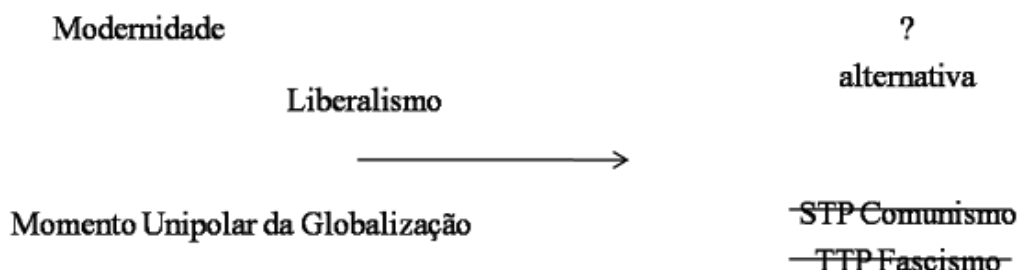 Modernidade
?
alternativa
Liberalismo
Momento Unipolar da Globalização
STP Comunismo
TTP Fascismo